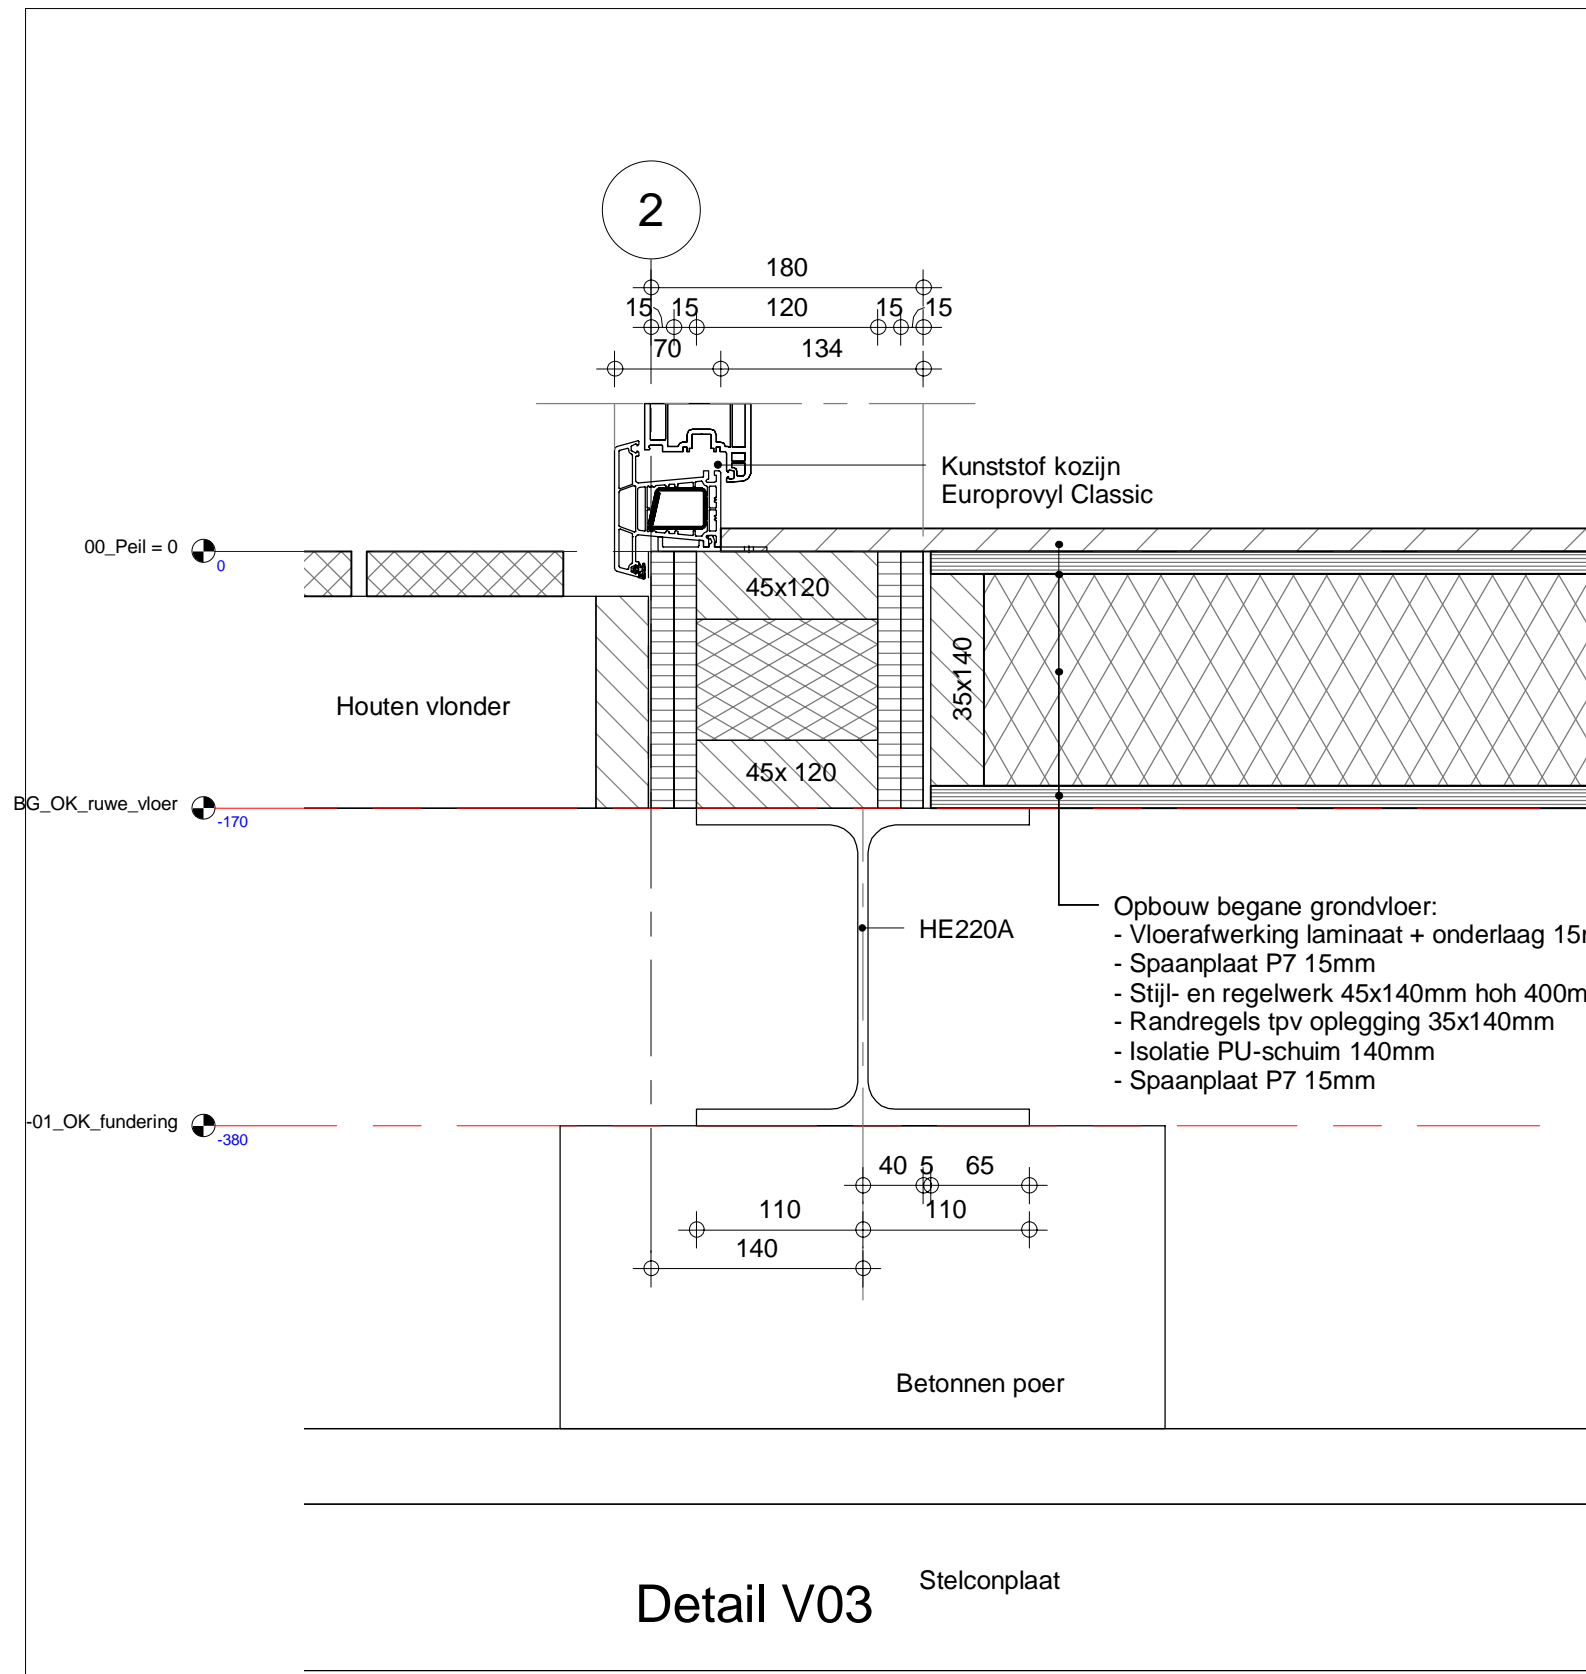 2
180
15 15 120 15 15
70 134
Kunststof kozijn
Europrovyl Classic
00_Peil = 0
0
45x120
35x140
Houten vlonder
45x 120
BG_OK_ruwe_vloer
-170
Opbouw begane grondvloer:
- Vloerafwerking laminaat + onderlaag 15
- Spaanplaat P7 15mm
- Stijl- en regelwerk 45x140mm hoh 400m
- Randregels tpv oplegging 35x140mm
- Isolatie PU-schuim 140mm
- Spaanplaat P7 15mm
HE220A
-01_OK_fundering
-380
40 5 65
110 110
140
Betonnen poer
Stelconplaat
Detail V03